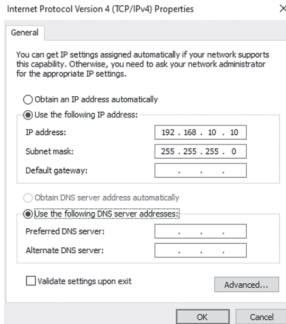 Internet Protocol Version 4 (TCP/IPv4) Properties
General
You can get IP settings assigned automatically if your network supports
this capability. Otherwise, you need to ask your network administrator
for the appropriate IP settings.
Obtain an IP address automatically
Use the following IP address:
IP address: 192 . 168 . 10 . 10
Subnet mask: 255 . 255 . 255 . 0
Default gateway: . . .
Obtain DNS server address automatically
Use the following DNS server addresses:
Preferred DNS server: . . .
Alternate DNS server: . . .
Validate settings upon exit
Advanced...
OK Cancel